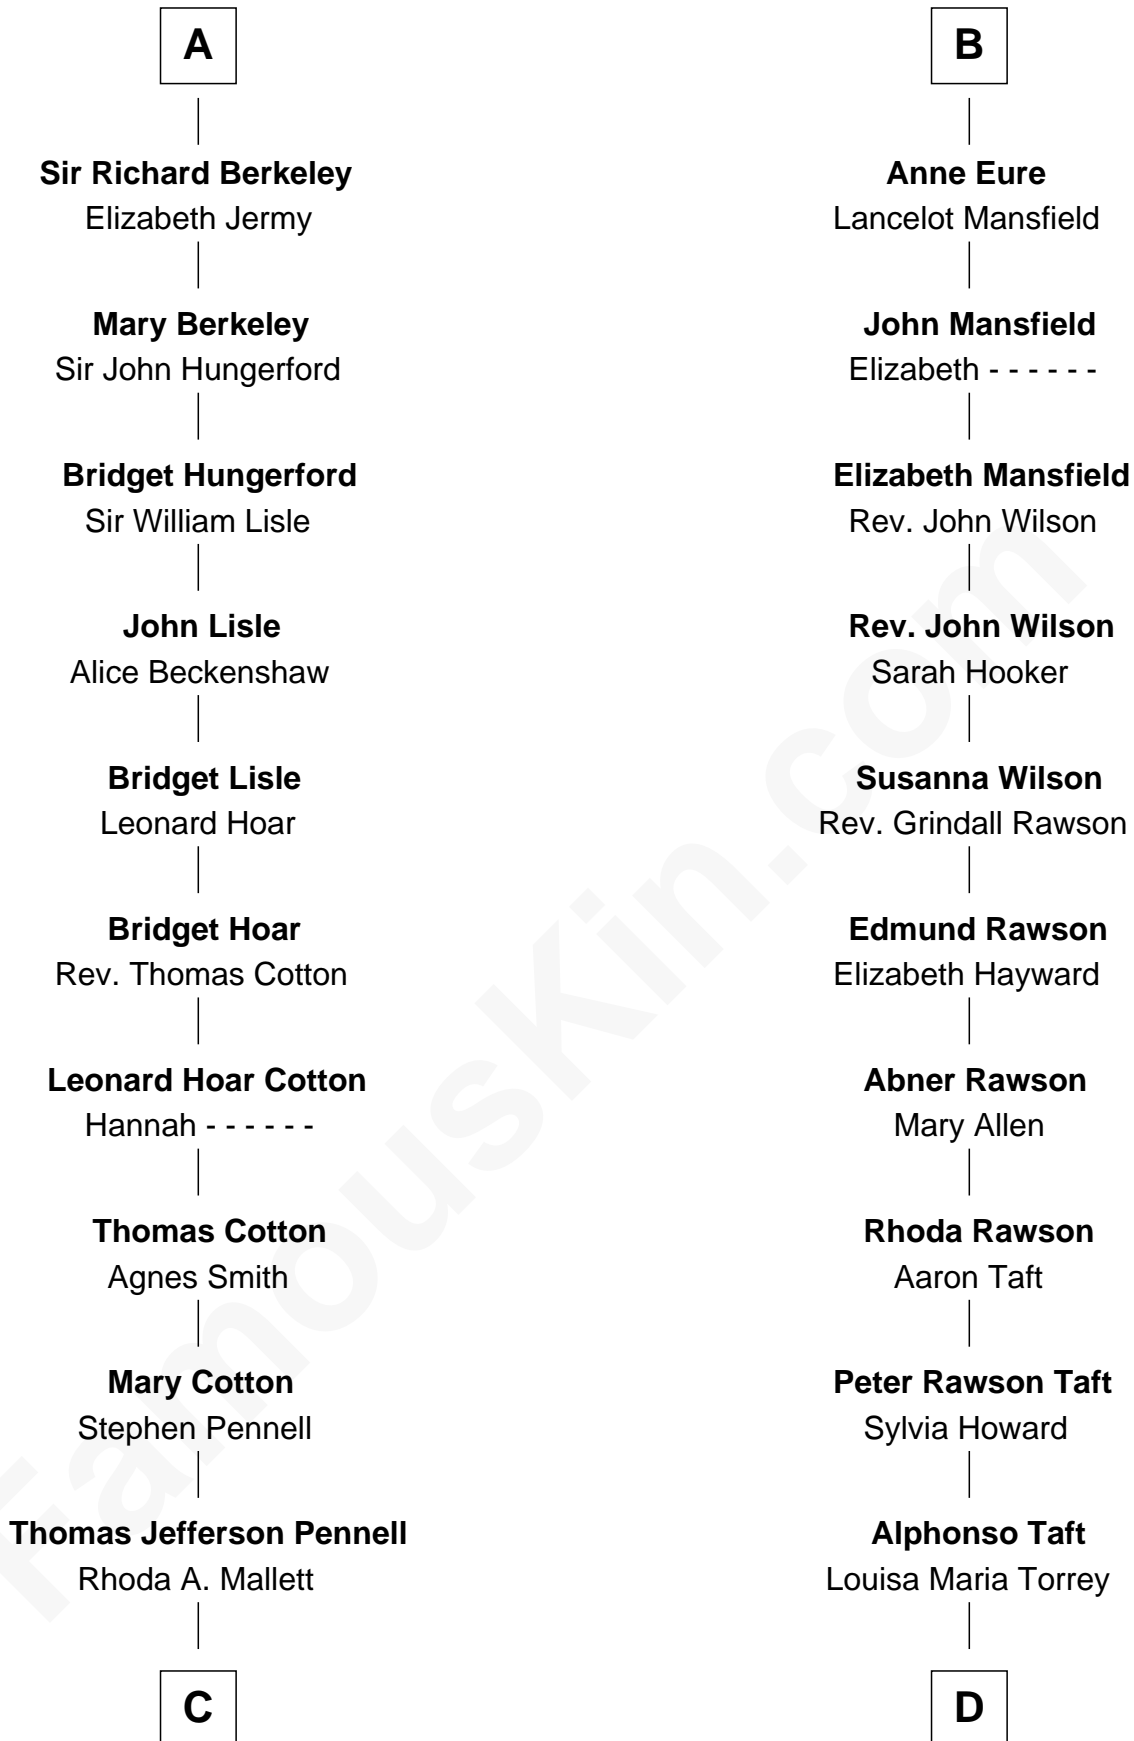 A
Sir Richard Berkeley
Elizabeth Jermy
Mary Berkeley
Sir John Hungerford
Bridget Hungerford
Sir William Lisle
John Lisle
Alice Beckenshaw
Bridget Lisle
Leonard Hoar
Bridget Hoar
Rev. Thomas Cotton
Leonard Hoar Cotton
Hannah - - - - - -
Thomas Cotton
Agnes Smith
Mary Cotton
Stephen Pennell
Thomas Jefferson Pennell
Rhoda A. Mallett
C
B
Anne Eure
Lancelot Mansfield
John Mansfield
Elizabeth - - - - - -
Elizabeth Mansfield
Rev. John Wilson
Rev. John Wilson
Sarah Hooker
Susanna Wilson
Rev. Grindall Rawson
Edmund Rawson
Elizabeth Hayward
Abner Rawson
Mary Allen
Rhoda Rawson
Aaron Taft
Peter Rawson Taft
Sylvia Howard
Alphonso Taft
Louisa Maria Torrey
D
FamousKin.com